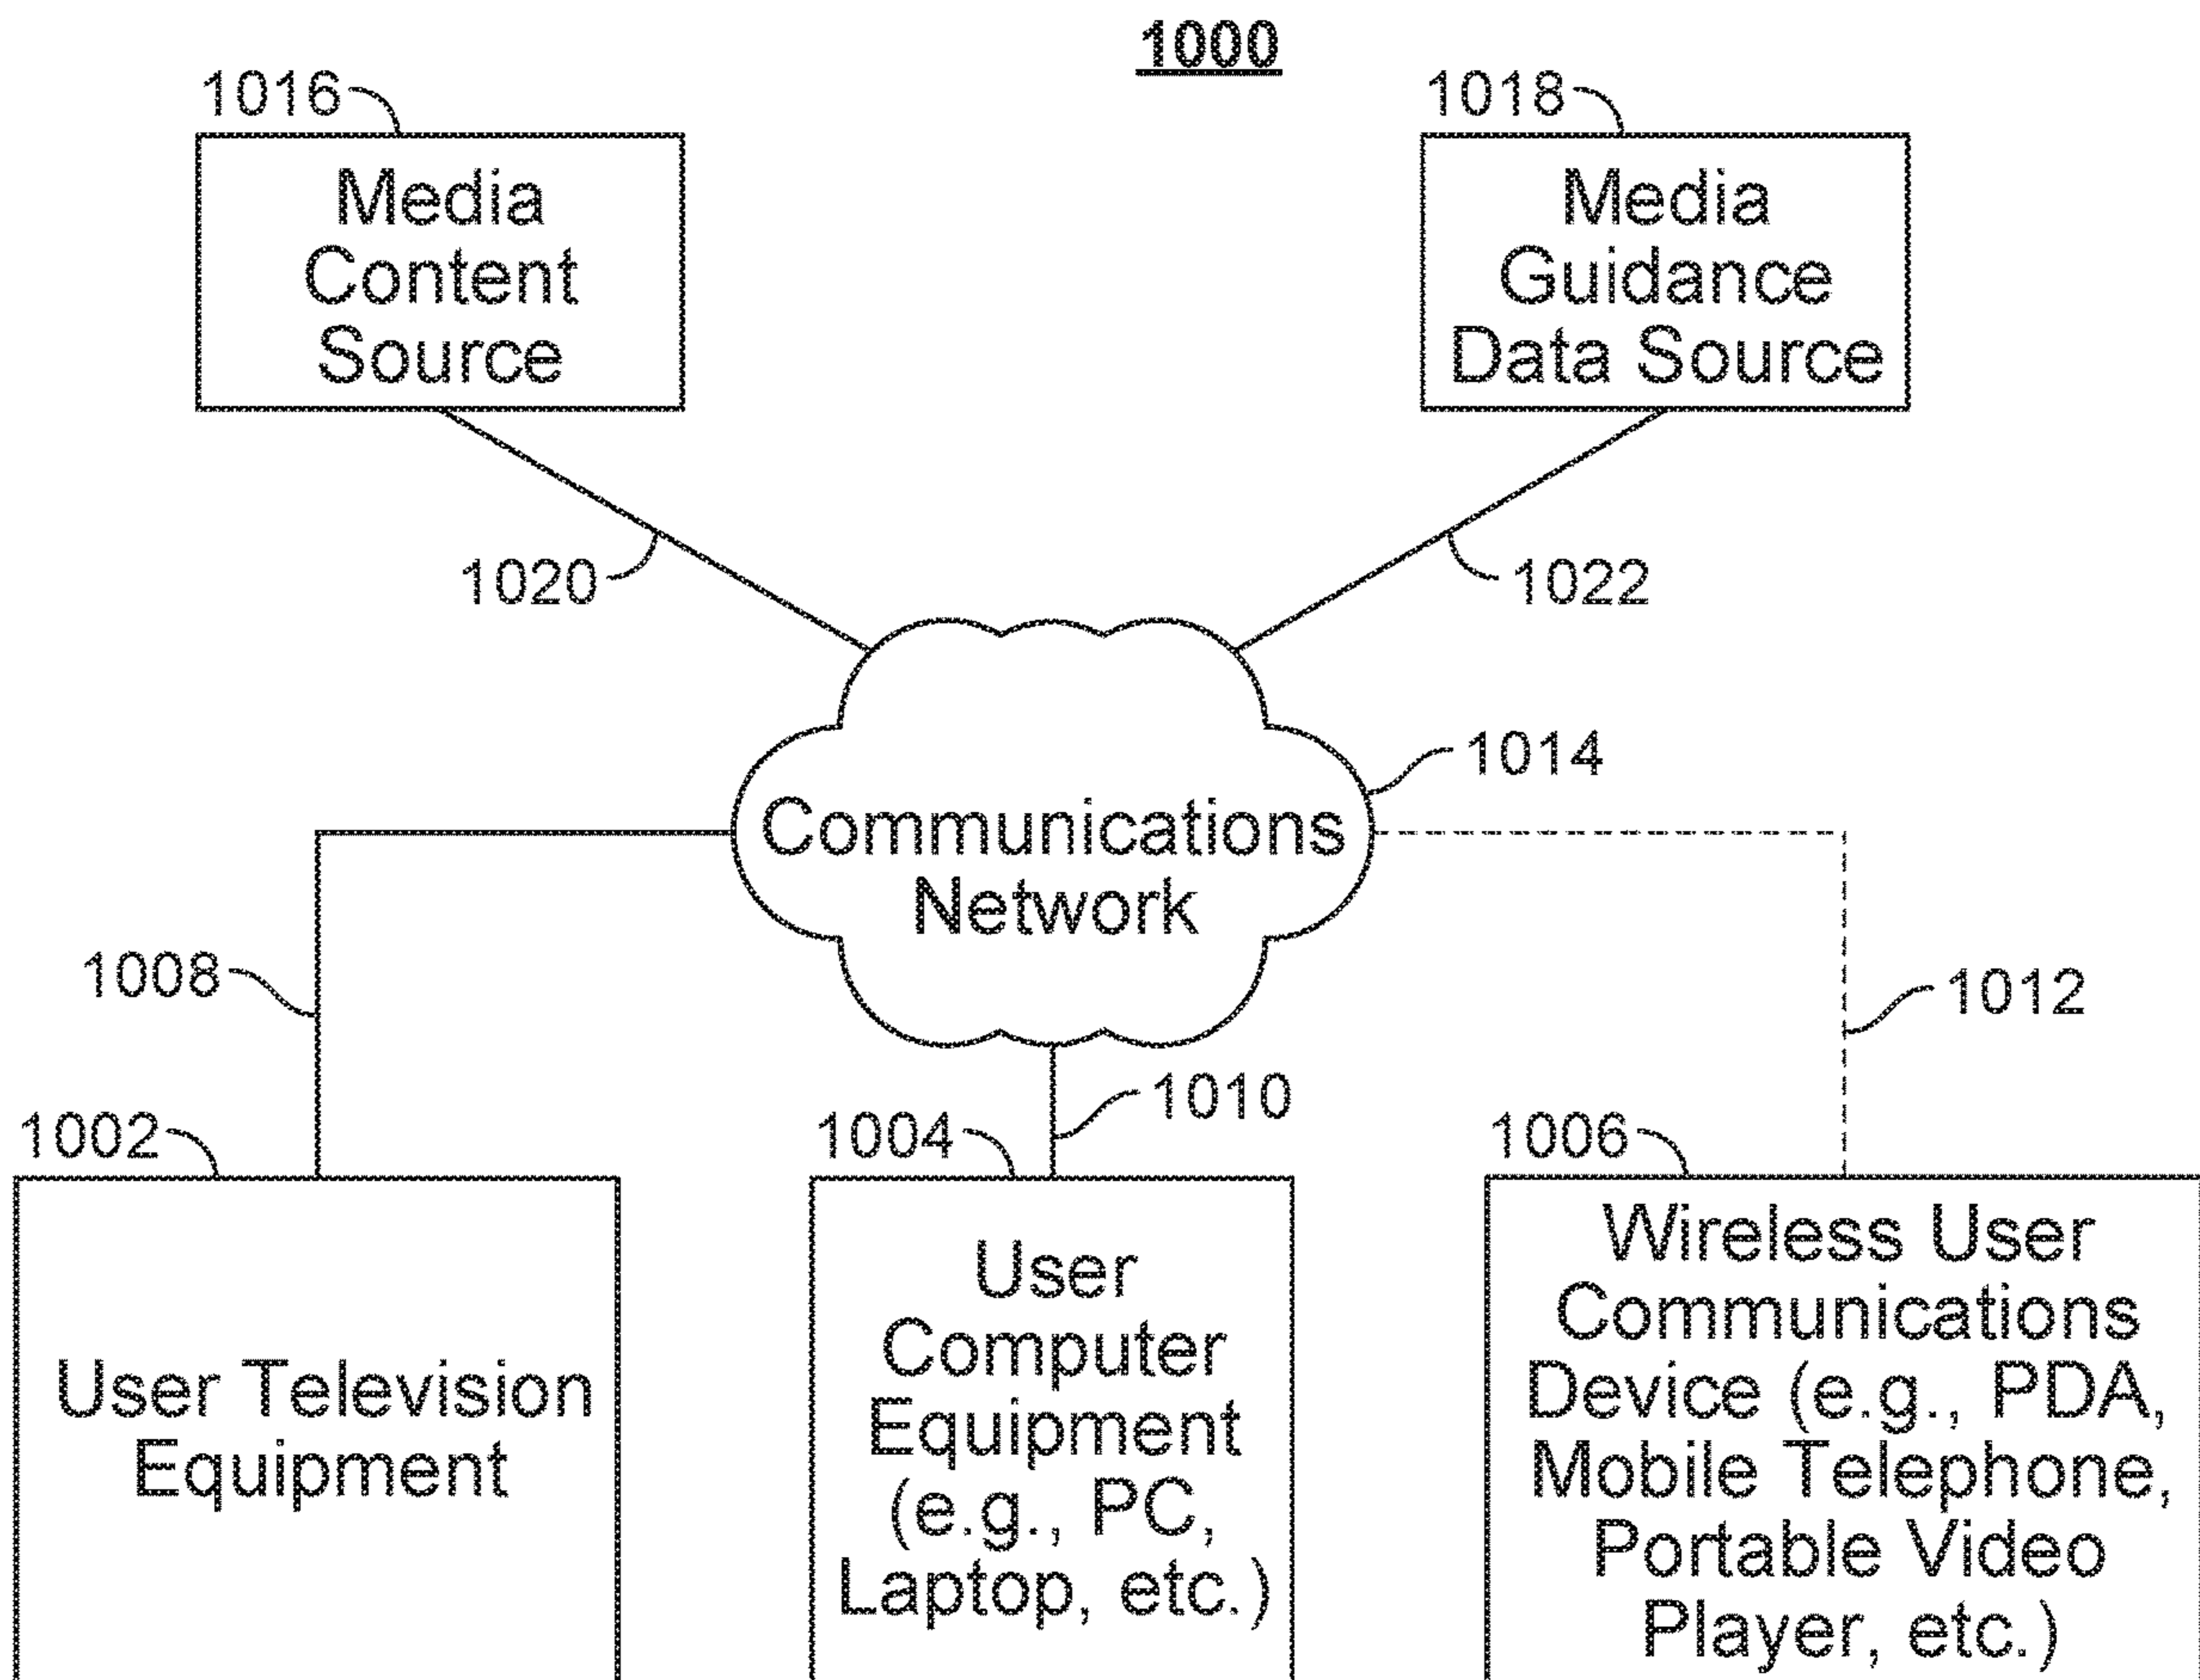 1000
1016
1018
Media
Content
Source
Media
Guidance
Data Source
1020
1022
1014
Communications
Network
1008
1012
1010
1002
1004
1006
User Television
Equipment
User
Computer
Equipment
(e.g., PC,
Laptop, etc.)
Wireless User
Communications
Device (e.g., PDA,
Mobile Telephone,
Portable Video
Player, etc.)